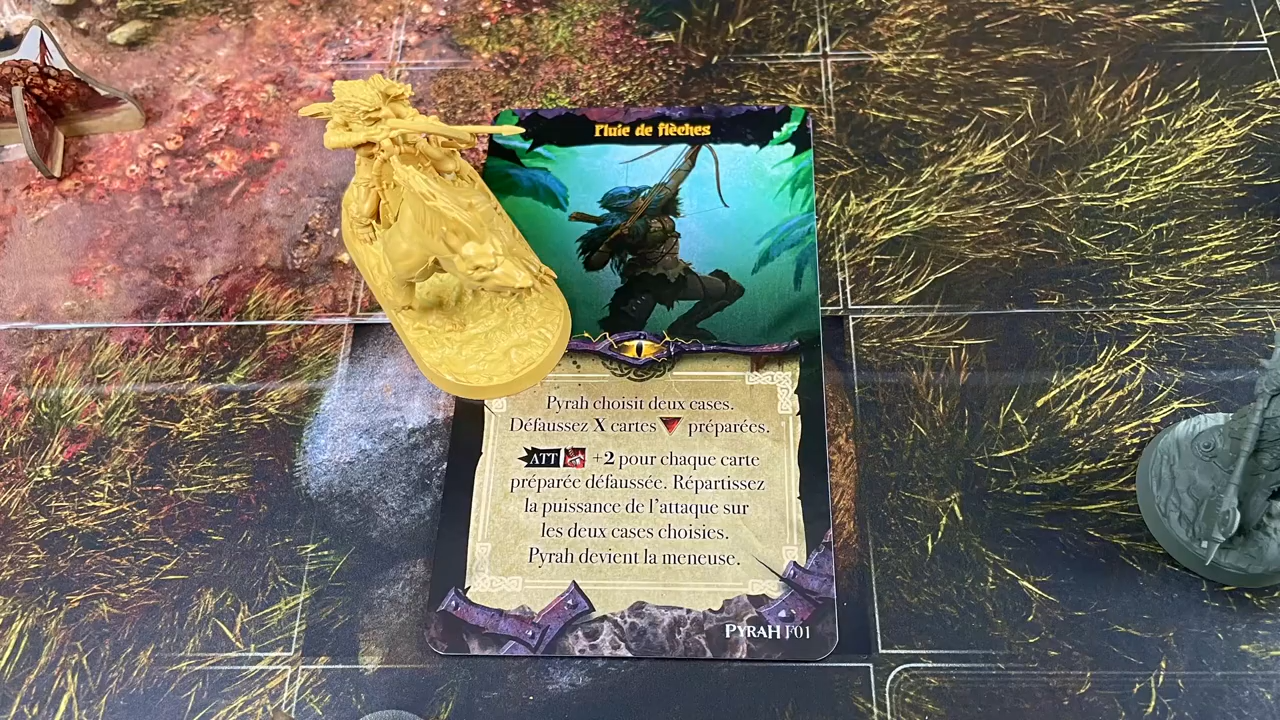 Pluie de flèches
Pyrah choisit deux cases.
Défaussez X cartes préparées.
ATT +2 pour chaque carte
préparée défaussée. Répartissez
la puissance de l'attaque sur
les deux cases choisies.
Pyrah devient la meneuse.
PYRAH F01